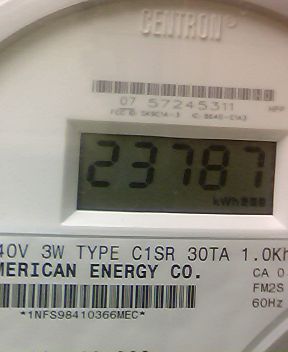 CENTRON®
07 57245311
23787
kWh
40V 3W TYPE C1SR 30TA 1.0Kh
MERICAN ENERGY CO.
CA 0
FM2S
60Hz
*1NFS98410366MEC*